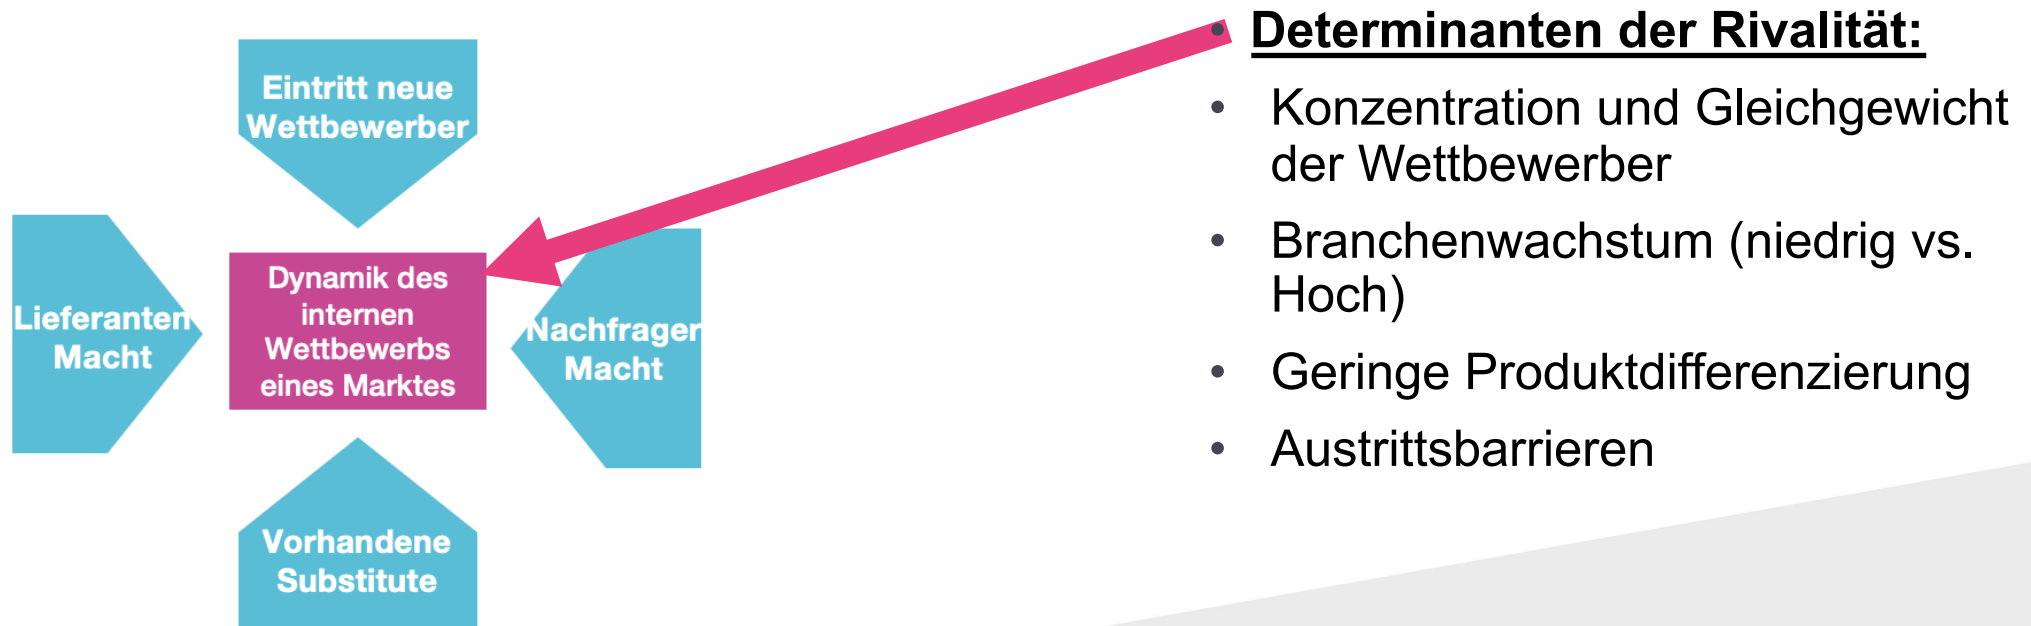 Eintritt neue
Wettbewerber
Lieferanten
Macht
Dynamik des
internen
Wettbewerbs
eines Marktes
Nachfrager
Macht
Vorhandene
Substitute
• Determinanten der Rivalität:
• Konzentration und Gleichgewicht
der Wettbewerber
• Branchenwachstum (niedrig vs.
Hoch)
• Geringe Produktdifferenzierung
• Austrittsbarrieren